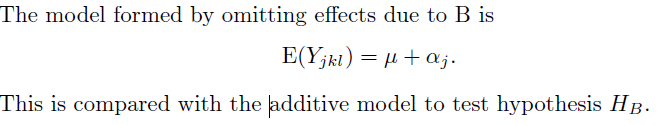 The model formed by omitting effects due to B is
E(Y_{jkl}) = μ + α_j.
This is compared with the additive model to test hypothesis H_B.